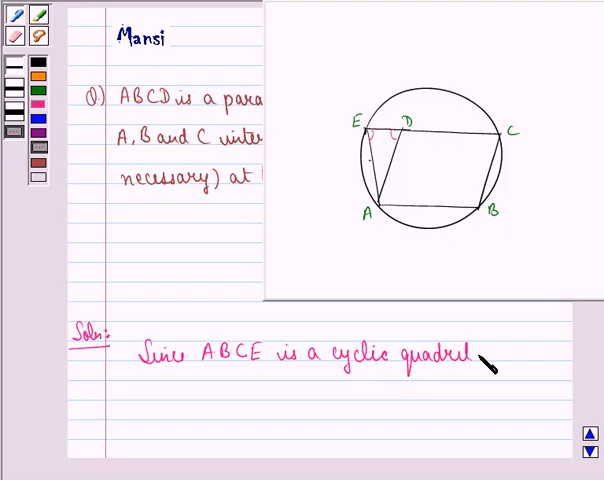 Mansi
Q) ABCD is a para
A, B and C inter
necessary) at
E
D
C
A
B
Soln:
Since ABCE is a cyclic quadril